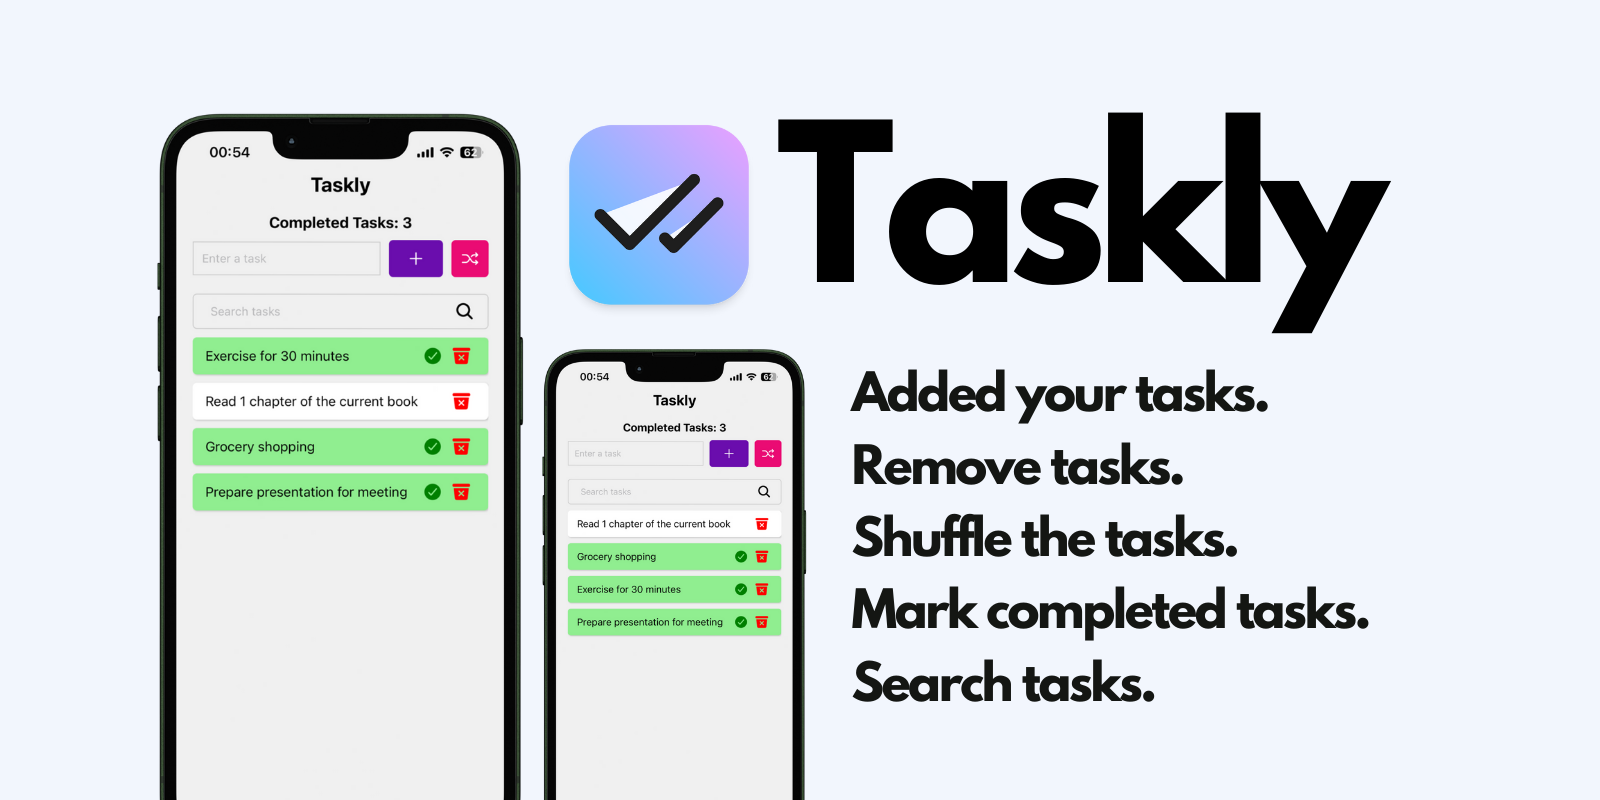 00:54
62
Taskly
Completed Tasks: 3
Enter a task
+
Search tasks
Exercise for 30 minutes
Read 1 chapter of the current book
Grocery shopping
Prepare presentation for meeting
Taskly
00:54
62
Taskly
Completed Tasks: 3
Enter a task
+
Search tasks
Read 1 chapter of the current book
Grocery shopping
Exercise for 30 minutes
Prepare presentation for meeting
Added your tasks.
Remove tasks.
Shuffle the tasks.
Mark completed tasks.
Search tasks.